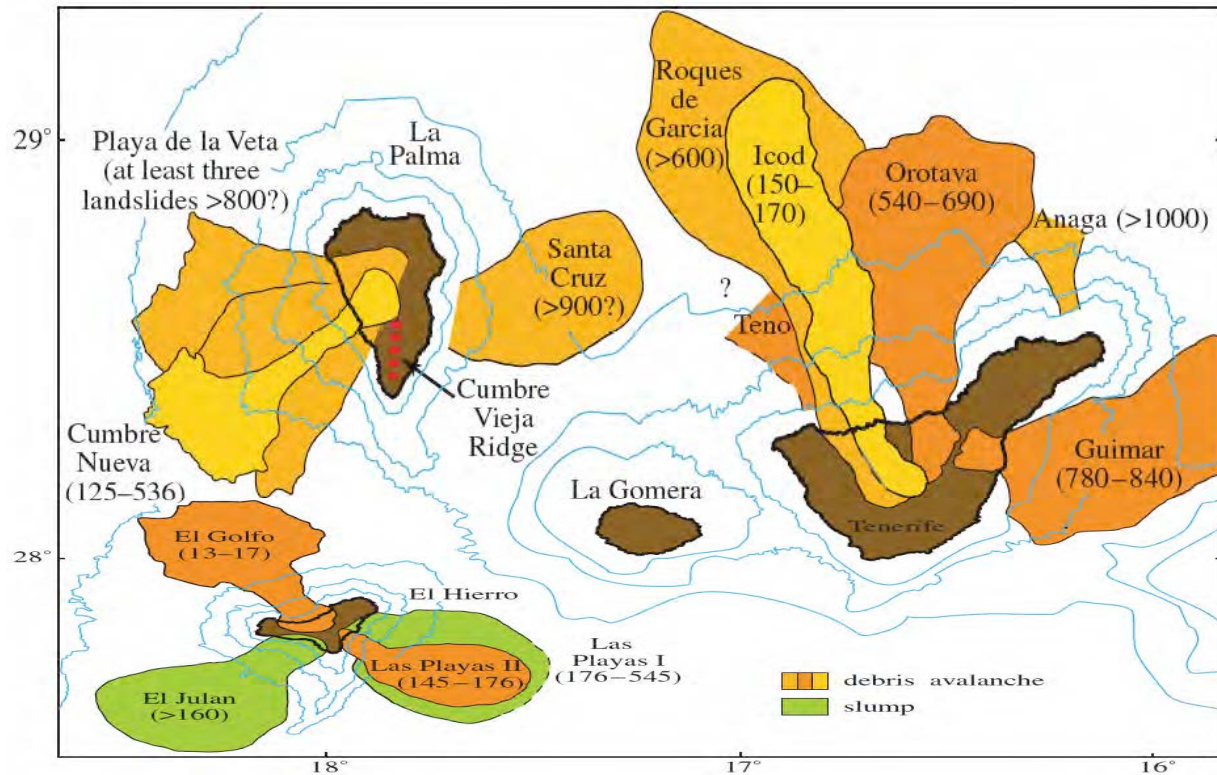 29°
28°
18°
17°
16°
Playa de la Veta
(at least three
landslides >800?)
La
Palma
Santa
Cruz
(>900?)
Cumbre
Vieja
Ridge
Cumbre
Nueva
(125–536)
Roques
de
Garcia
(>600)
Icod
(150–
170)
Orotava
(540–690)
Anaga (>1000)
?
Teno
Guimar
(780–840)
Tenerife
La Gomera
El Golfo
(13–17)
El Hierro
Las
Playas I
(176–545)
Las Playas II
(145–176)
El Julan
(>160)
debris avalanche
slump